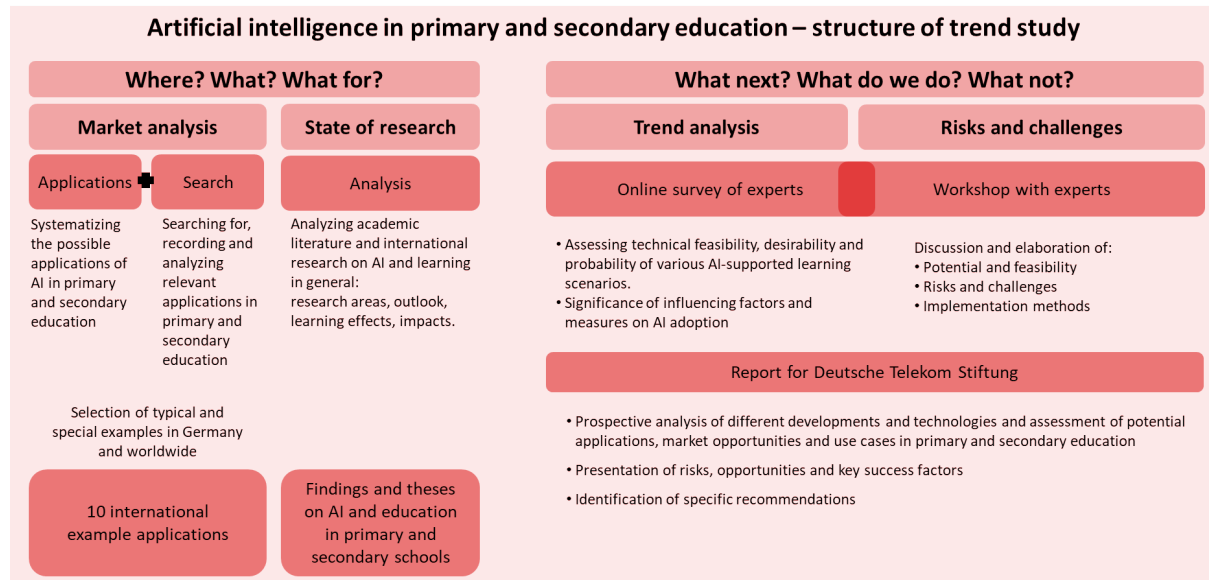 Artificial intelligence in primary and secondary education – structure of trend study
Where? What? What for?
Market analysis
State of research
Applications
Search
Analysis
Systematizing
the possible
applications of
AI in primary
and secondary
education
Searching for,
recording and
analyzing
relevant
applications in
primary and
secondary
education
Analyzing academic
literature and international
research on AI and learning
in general:
research areas, outlook,
learning effects, impacts.
Selection of typical and
special examples in Germany
and worldwide
10 international
example applications
Findings and theses
on AI and education
in primary and
secondary schools
What next? What do we do? What not?
Trend analysis
Risks and challenges
Online survey of experts
Workshop with experts
• Assessing technical feasibility, desirability and
probability of various AI-supported learning
scenarios.
• Significance of influencing factors and
measures on AI adoption
Discussion and elaboration of:
• Potential and feasibility
• Risks and challenges
• Implementation methods
Report for Deutsche Telekom Stiftung
• Prospective analysis of different developments and technologies and assessment of potential
applications, market opportunities and use cases in primary and secondary education
• Presentation of risks, opportunities and key success factors
• Identification of specific recommendations